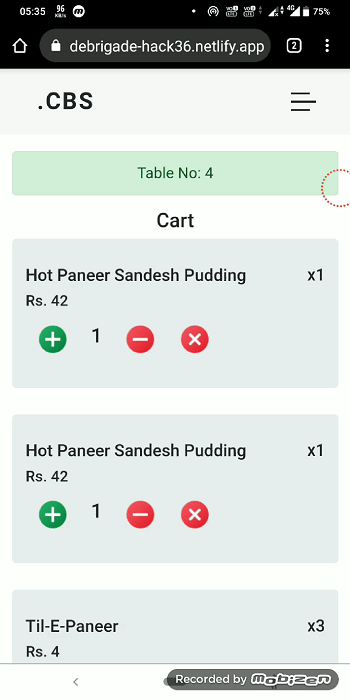 05:35 96 KB/s 4G 75%
debrigade-hack36.netlify.app 2
.CBS
Table No: 4
Cart
Hot Paneer Sandesh Pudding x1
Rs. 42
1
Hot Paneer Sandesh Pudding x1
Rs. 42
1
Til-E-Paneer x3
Rs. 4
Recorded by Mobizen